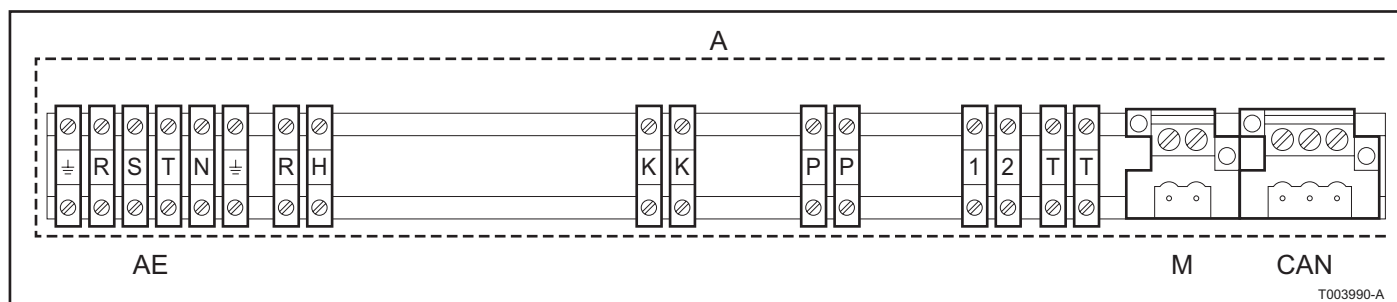 A
⏚ R S T N ⏚ R H K K P P 1 2 T T
AE M CAN
T003990-A